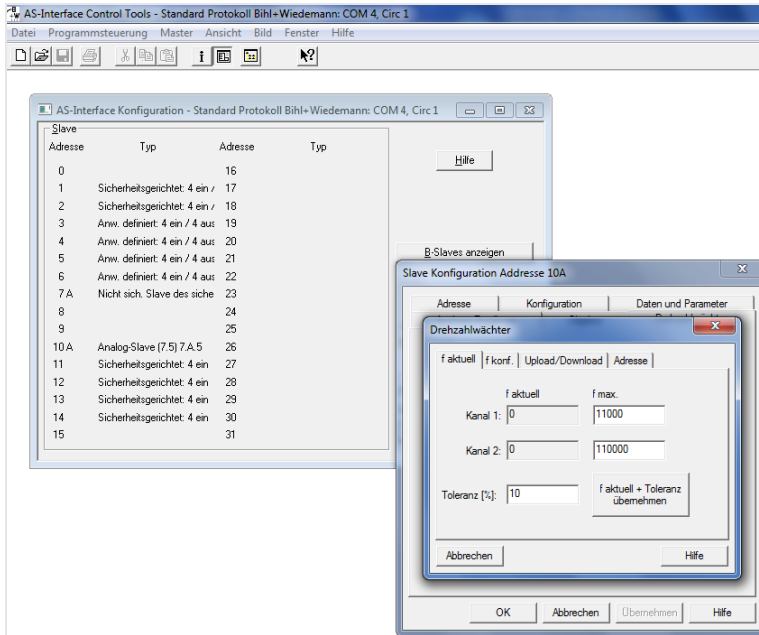 AS-Interface Control Tools - Standard Protokoll Bihl+Wiedemann: COM 4, Circ 1
Datei Programmsteuerung Master Ansicht Bild Fenster Hilfe
AS-Interface Konfiguration - Standard Protokoll Bihl+Wiedemann: COM 4, Circ 1
Slave
Adresse Typ Adresse Typ
0 16
1 Sicherheitsgerichtet: 4 ein / 17
2 Sicherheitsgerichtet: 4 ein / 18
3 Anw. definiert: 4 ein / 4 aus 19
4 Anw. definiert: 4 ein / 4 aus 20
5 Anw. definiert: 4 ein / 4 aus 21
6 Anw. definiert: 4 ein / 4 aus 22
7 A Nicht sich. Slave des siche 23
8 24
9 25
10 A Analog-Slave (7.5) 7.A.5 26
11 Sicherheitsgerichtet: 4 ein 27
12 Sicherheitsgerichtet: 4 ein 28
13 Sicherheitsgerichtet: 4 ein 29
14 Sicherheitsgerichtet: 4 ein 30
15 31
Hilfe
B-Slaves anzeigen
Slave Konfiguration Addresse 10A
Adresse Konfiguration Daten und Parameter
Drehzahlwächter
f aktuell f konf. Upload/Download Adresse
f aktuell f max.
Kanal 1: 0 11000
Kanal 2: 0 110000
Toleranz [%]: 10 f aktuell + Toleranz
übernehmen
Abbrechen Hilfe
OK Abbrechen Übernehmen Hilfe